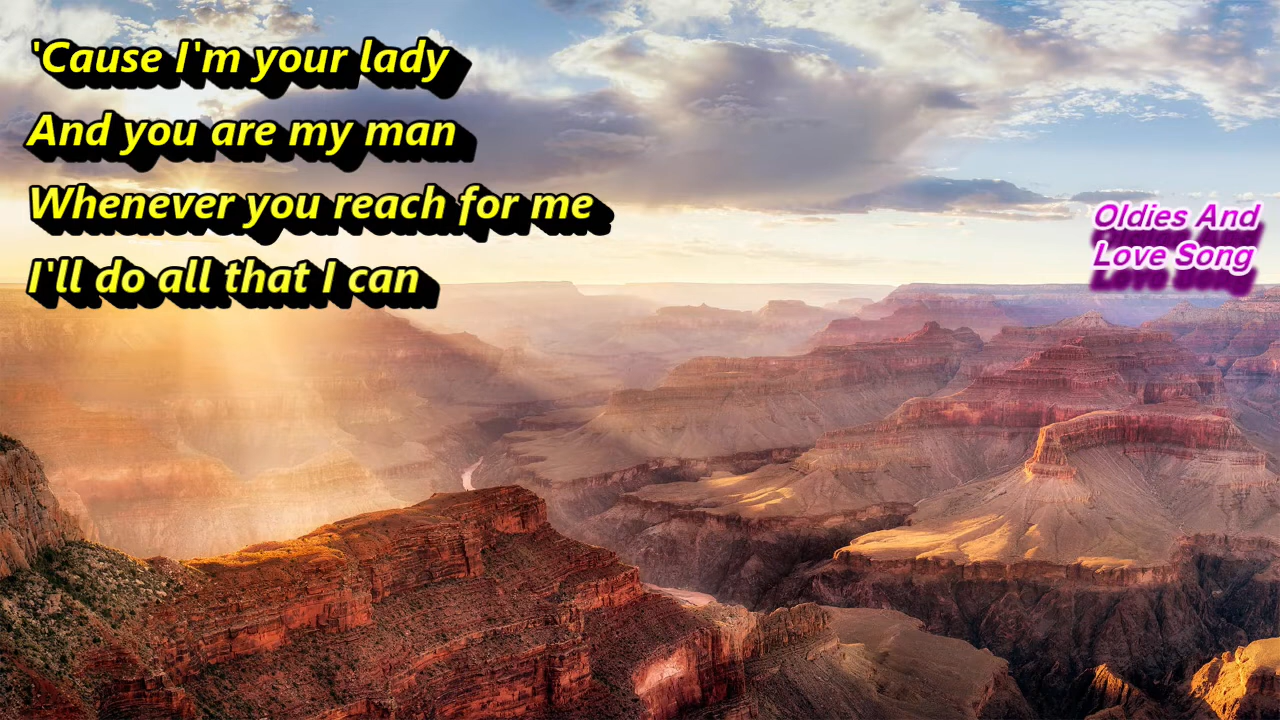 'Cause I'm your lady
And you are my man
Whenever you reach for me
I'll do all that I can
Oldies And
Love Song